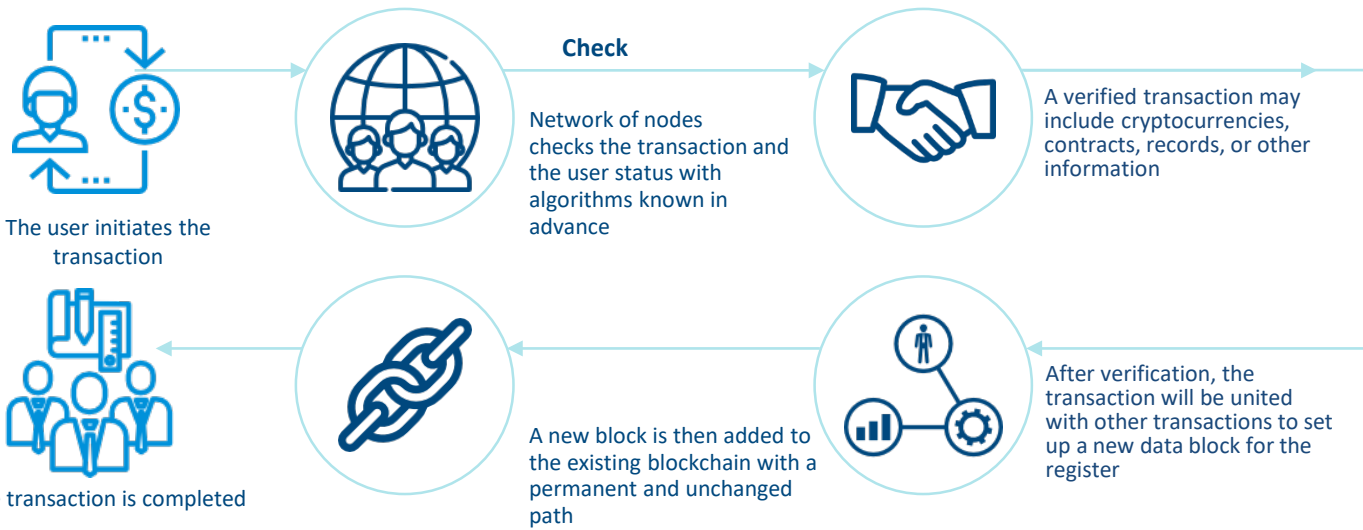 The user initiates the
transaction
Check
Network of nodes
checks the transaction and
the user status with
algorithms known in
advance
A verified transaction may
include cryptocurrencies,
contracts, records, or other
information
After verification, the
transaction will be united
with other transactions to set
up a new data block for the
register
A new block is then added to
the existing blockchain with a
permanent and unchanged
path
transaction is completed